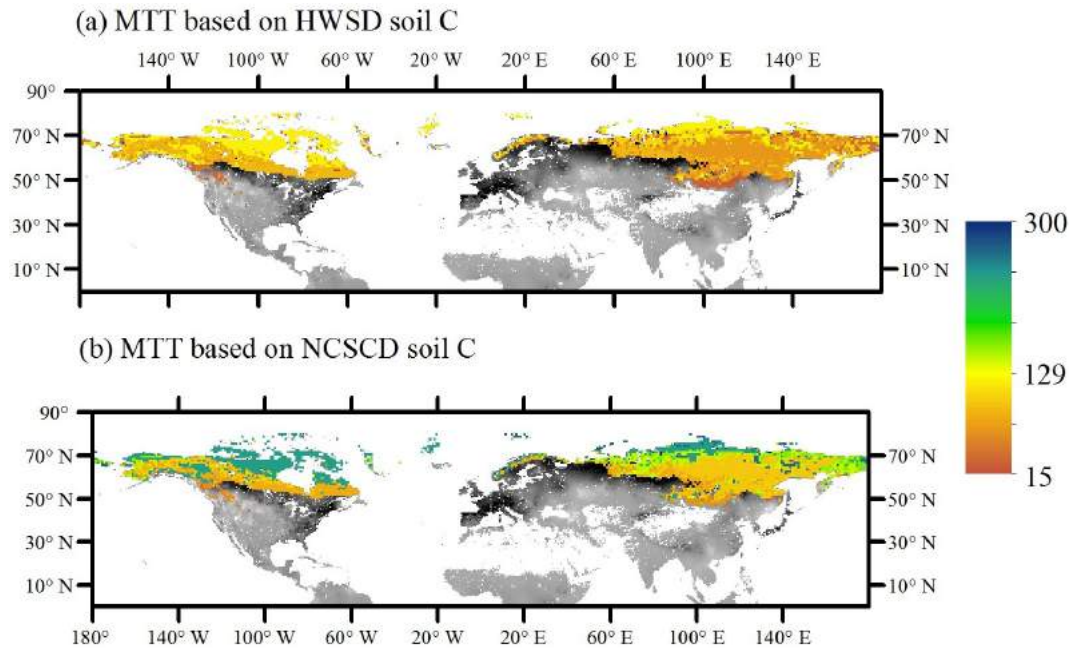 (a) MTT based on HWSD soil C
140° W 100° W 60° W 20° W 20° E 60° E 100° E 140° E
90°
70° N 70° N
50° N 50° N
30° N 30° N
10° N 10° N
300
129
15
(b) MTT based on NCSCD soil C
90°
70° N 70° N
50° N 50° N
30° N 30° N
10° N 10° N
180° 140° W 100° W 60° W 20° W 20° E 60° E 100° E 140° E